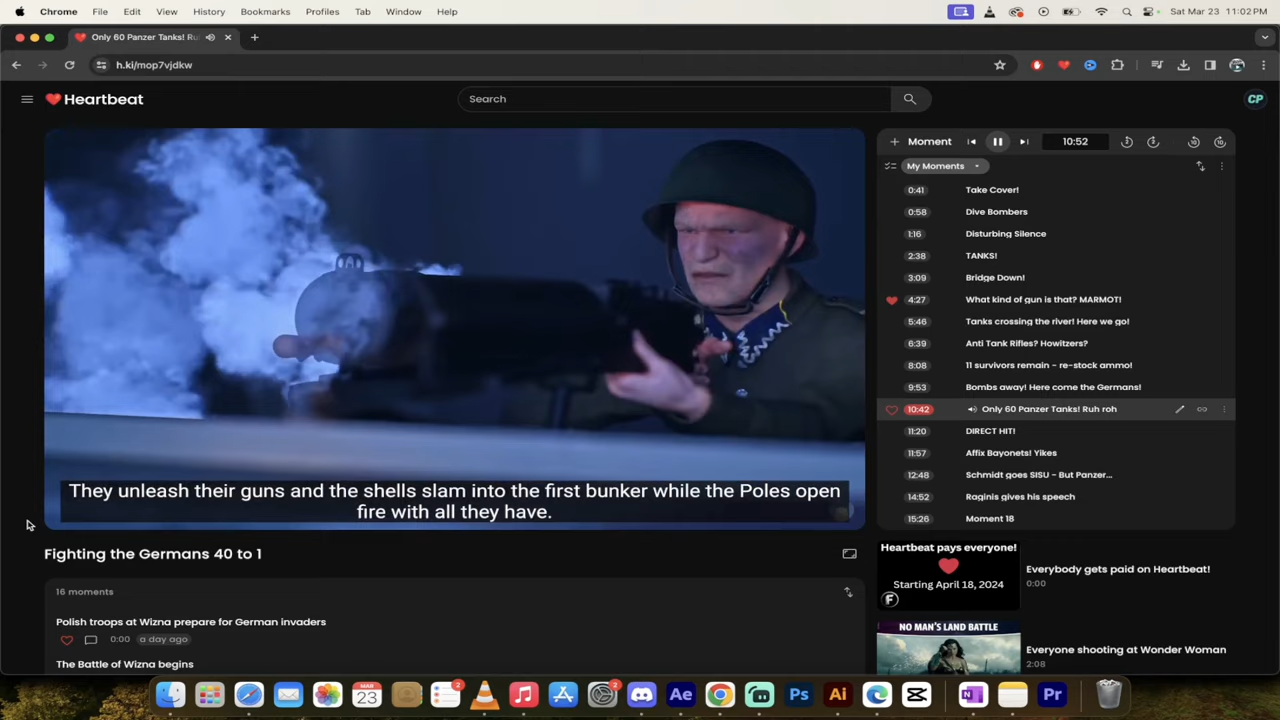 Chrome File Edit View History Bookmarks Profiles Tab Window Help
Sat Mar 23 11:02 PM
Only 60 Panzer Tanks! Ru
h.ki/mop7vjdkw
Heartbeat
Search
CP
They unleash their guns and the shells slam into the first bunker while the Poles open
fire with all they have.
Moment 10:52
My Moments
0:41 Take Cover!
0:58 Dive Bombers
1:16 Disturbing Silence
2:38 TANKS!
3:09 Bridge Down!
4:27 What kind of gun is that? MARMOT!
5:46 Tanks crossing the river! Here we go!
6:39 Anti Tank Rifles? Howitzers?
8:08 11 survivors remain - re-stock ammo!
9:53 Bombs away! Here come the Germans!
10:42 Only 60 Panzer Tanks! Ruh roh
11:20 DIRECT HIT!
11:57 Affix Bayonets! Yikes
12:48 Schmidt goes SISU - But Panzer...
14:52 Raginis gives his speech
15:26 Moment 18
Fighting the Germans 40 to 1
16 moments
Polish troops at Wizna prepare for German invaders
0:00 a day ago
The Battle of Wizna begins
Heartbeat pays everyone!
Starting April 18, 2024
F
Everybody gets paid on Heartbeat!
0:00
NO MAN'S LAND BATTLE
Everyone shooting at Wonder Woman
2:08
MAR
23
2
2
Ae
Ps
Ai
N
Pr